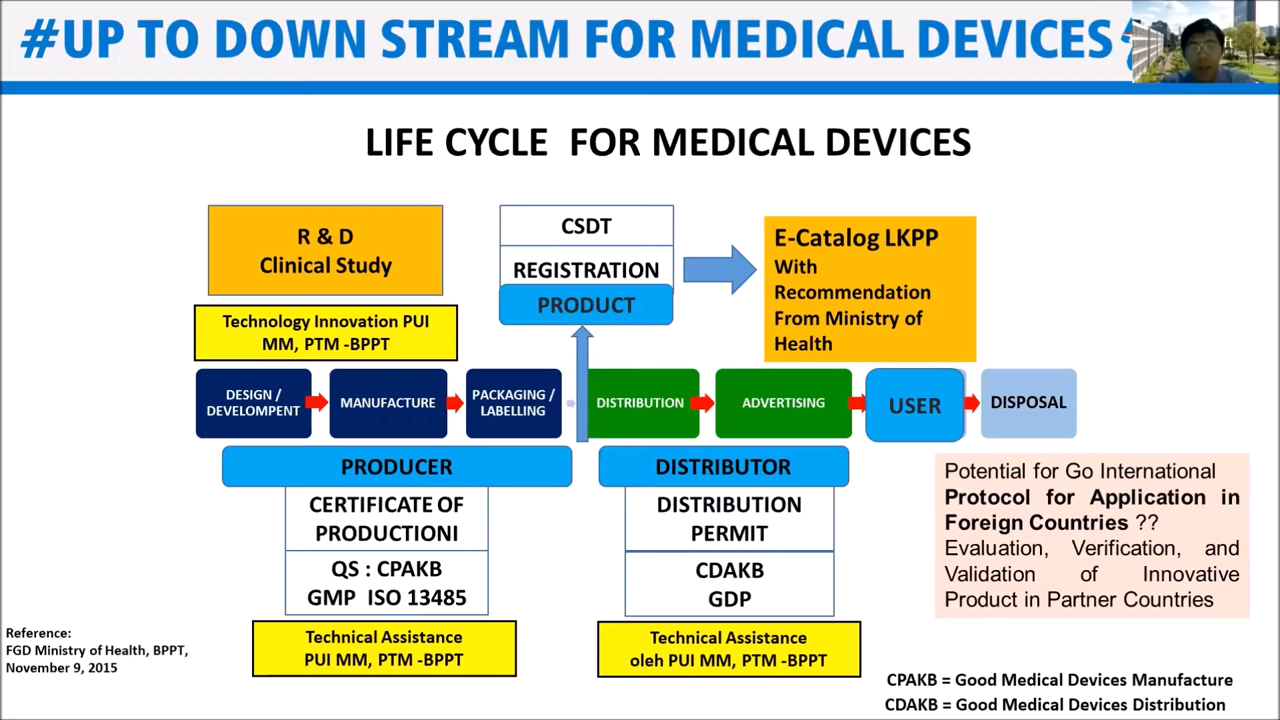 #UP TO DOWN STREAM FOR MEDICAL DEVICES
LIFE CYCLE FOR MEDICAL DEVICES
R & D
Clinical Study
Technology Innovation PUI
MM, PTM -BPPT
CSDT
REGISTRATION
PRODUCT
E-Catalog LKPP
With
Recommendation
From Ministry of
Health
DESIGN /
DEVELOMPENT
MANUFACTURE
PACKAGING /
LABELLING
DISTRIBUTION
ADVERTISING
USER
DISPOSAL
PRODUCER
CERTIFICATE OF
PRODUCTIONI
QS : CPAKB
GMP ISO 13485
Technical Assistance
PUI MM, PTM -BPPT
DISTRIBUTOR
DISTRIBUTION
PERMIT
CDAKB
GDP
Technical Assistance
oleh PUI MM, PTM -BPPT
Potential for Go International
Protocol for Application in
Foreign Countries ??
Evaluation, Verification, and
Validation of Innovative
Product in Partner Countries
Reference:
FGD Ministry of Health, BPPT,
November 9, 2015
CPAKB = Good Medical Devices Manufacture
CDAKB = Good Medical Devices Distribution